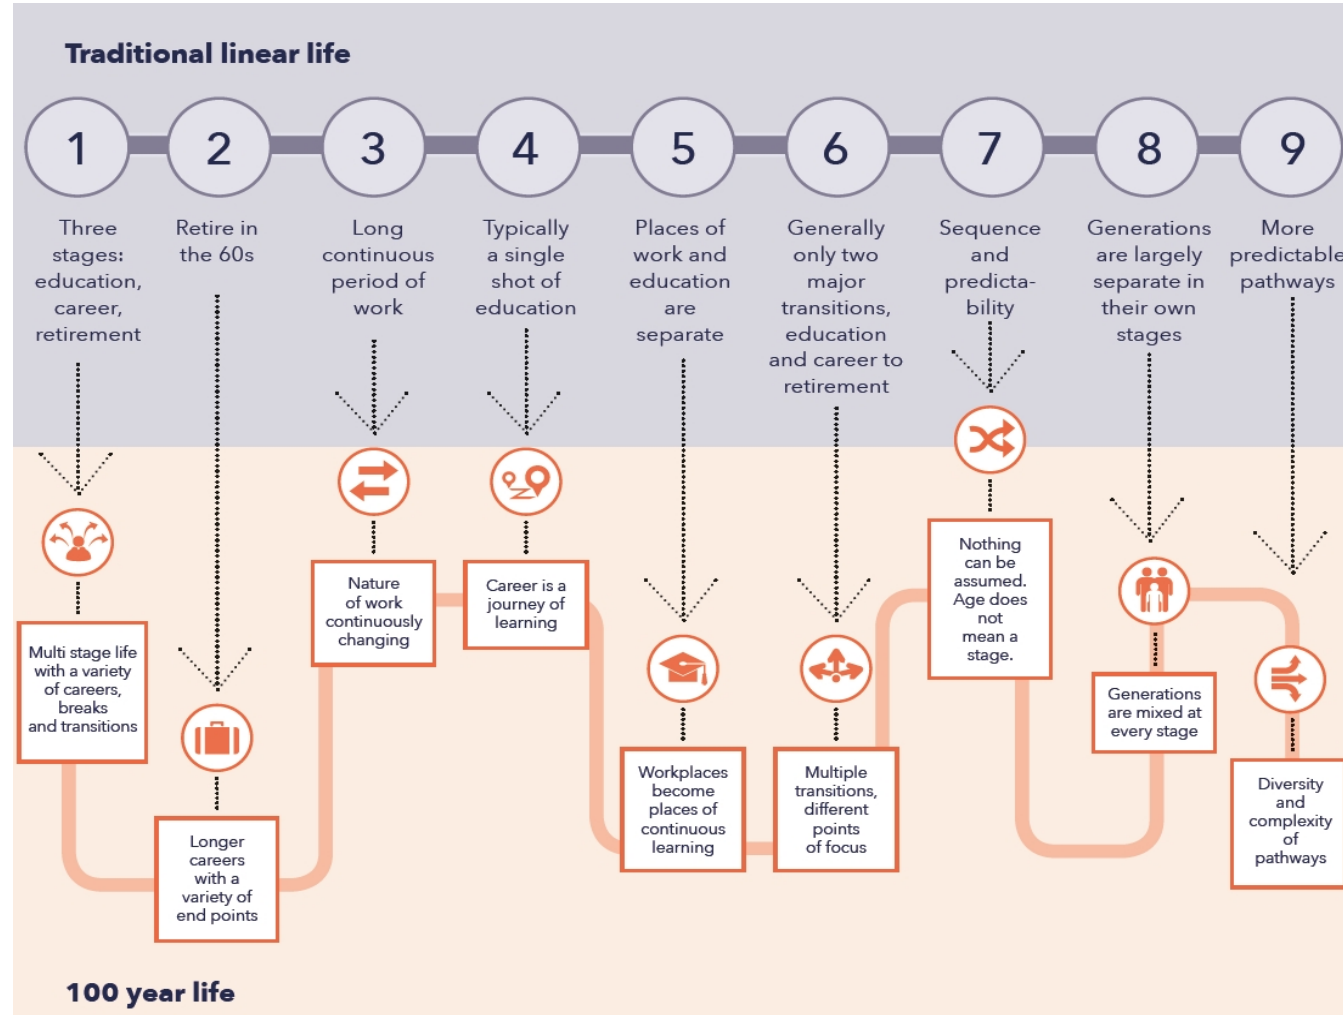 Traditional linear life
1
2
3
4
5
6
7
8
9
Three
stages:
education,
career,
retirement
Retire in
the 60s
Long
continuous
period of
work
Typically
a single
shot of
education
Places of
work and
education
are
separate
Generally
only two
major
transitions,
education
and career to
retirement
Sequence
and
predicta-
bility
Generations
are largely
separate in
their own
stages
More
predictable
pathways
Multi stage life
with a variety
of careers,
breaks
and transitions
Longer
careers
with a
variety of
end points
Nature
of work
continuously
changing
Career is a
journey of
learning
Workplaces
become
places of
continuous
learning
Multiple
transitions,
different
points
of focus
Nothing
can be
assumed.
Age does
not
mean a
stage.
Generations
are mixed at
every stage
Diversity
and
complexity
of
pathways
100 year life